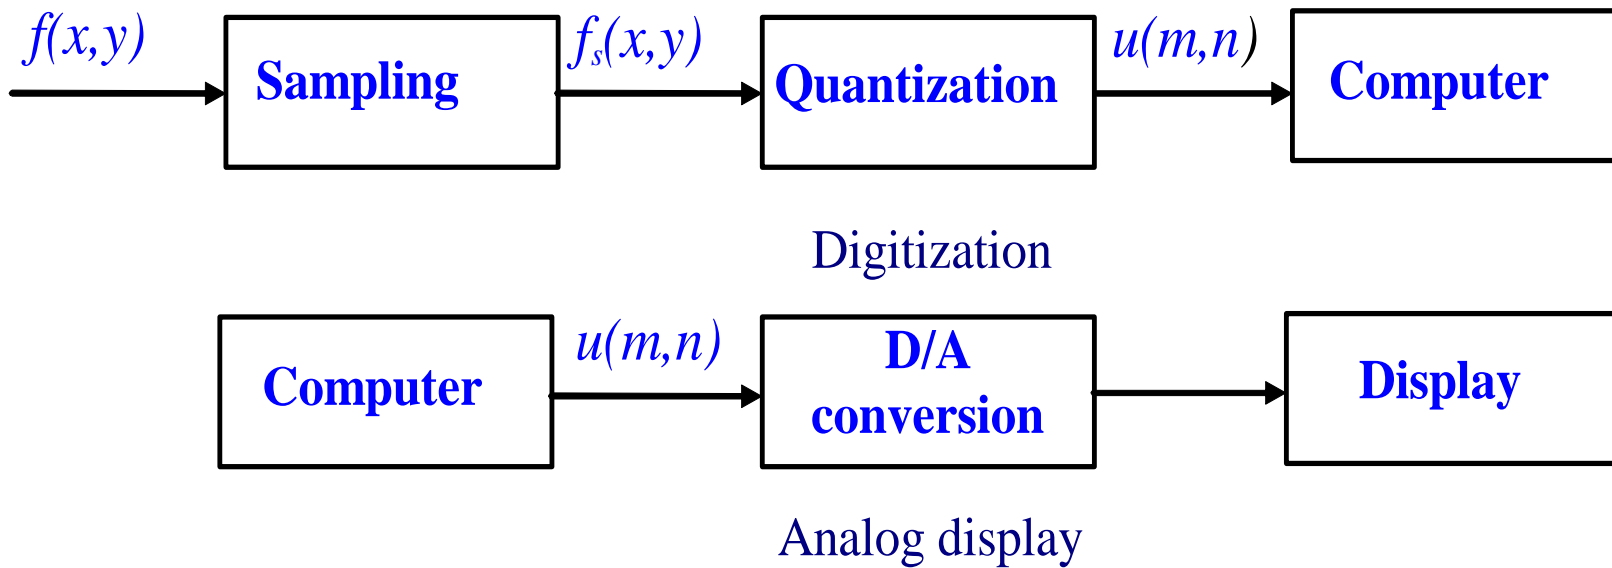 f(x,y) Sampling fs(x,y) Quantization u(m,n) Computer
Digitization
Computer u(m,n) D/A conversion Display
Analog display